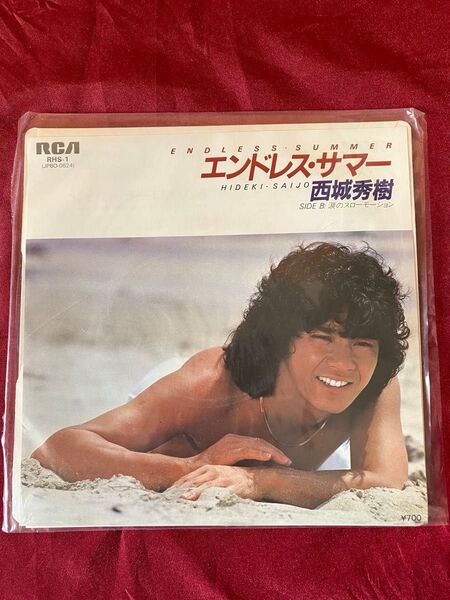 RCA
RHS-1
(JPBO-0624)
ENDLESS・SUMMER
エンドレス・サマー
HIDEKI・SAIJO
西城秀樹
SIDE B: 涙のスローモーション
¥700